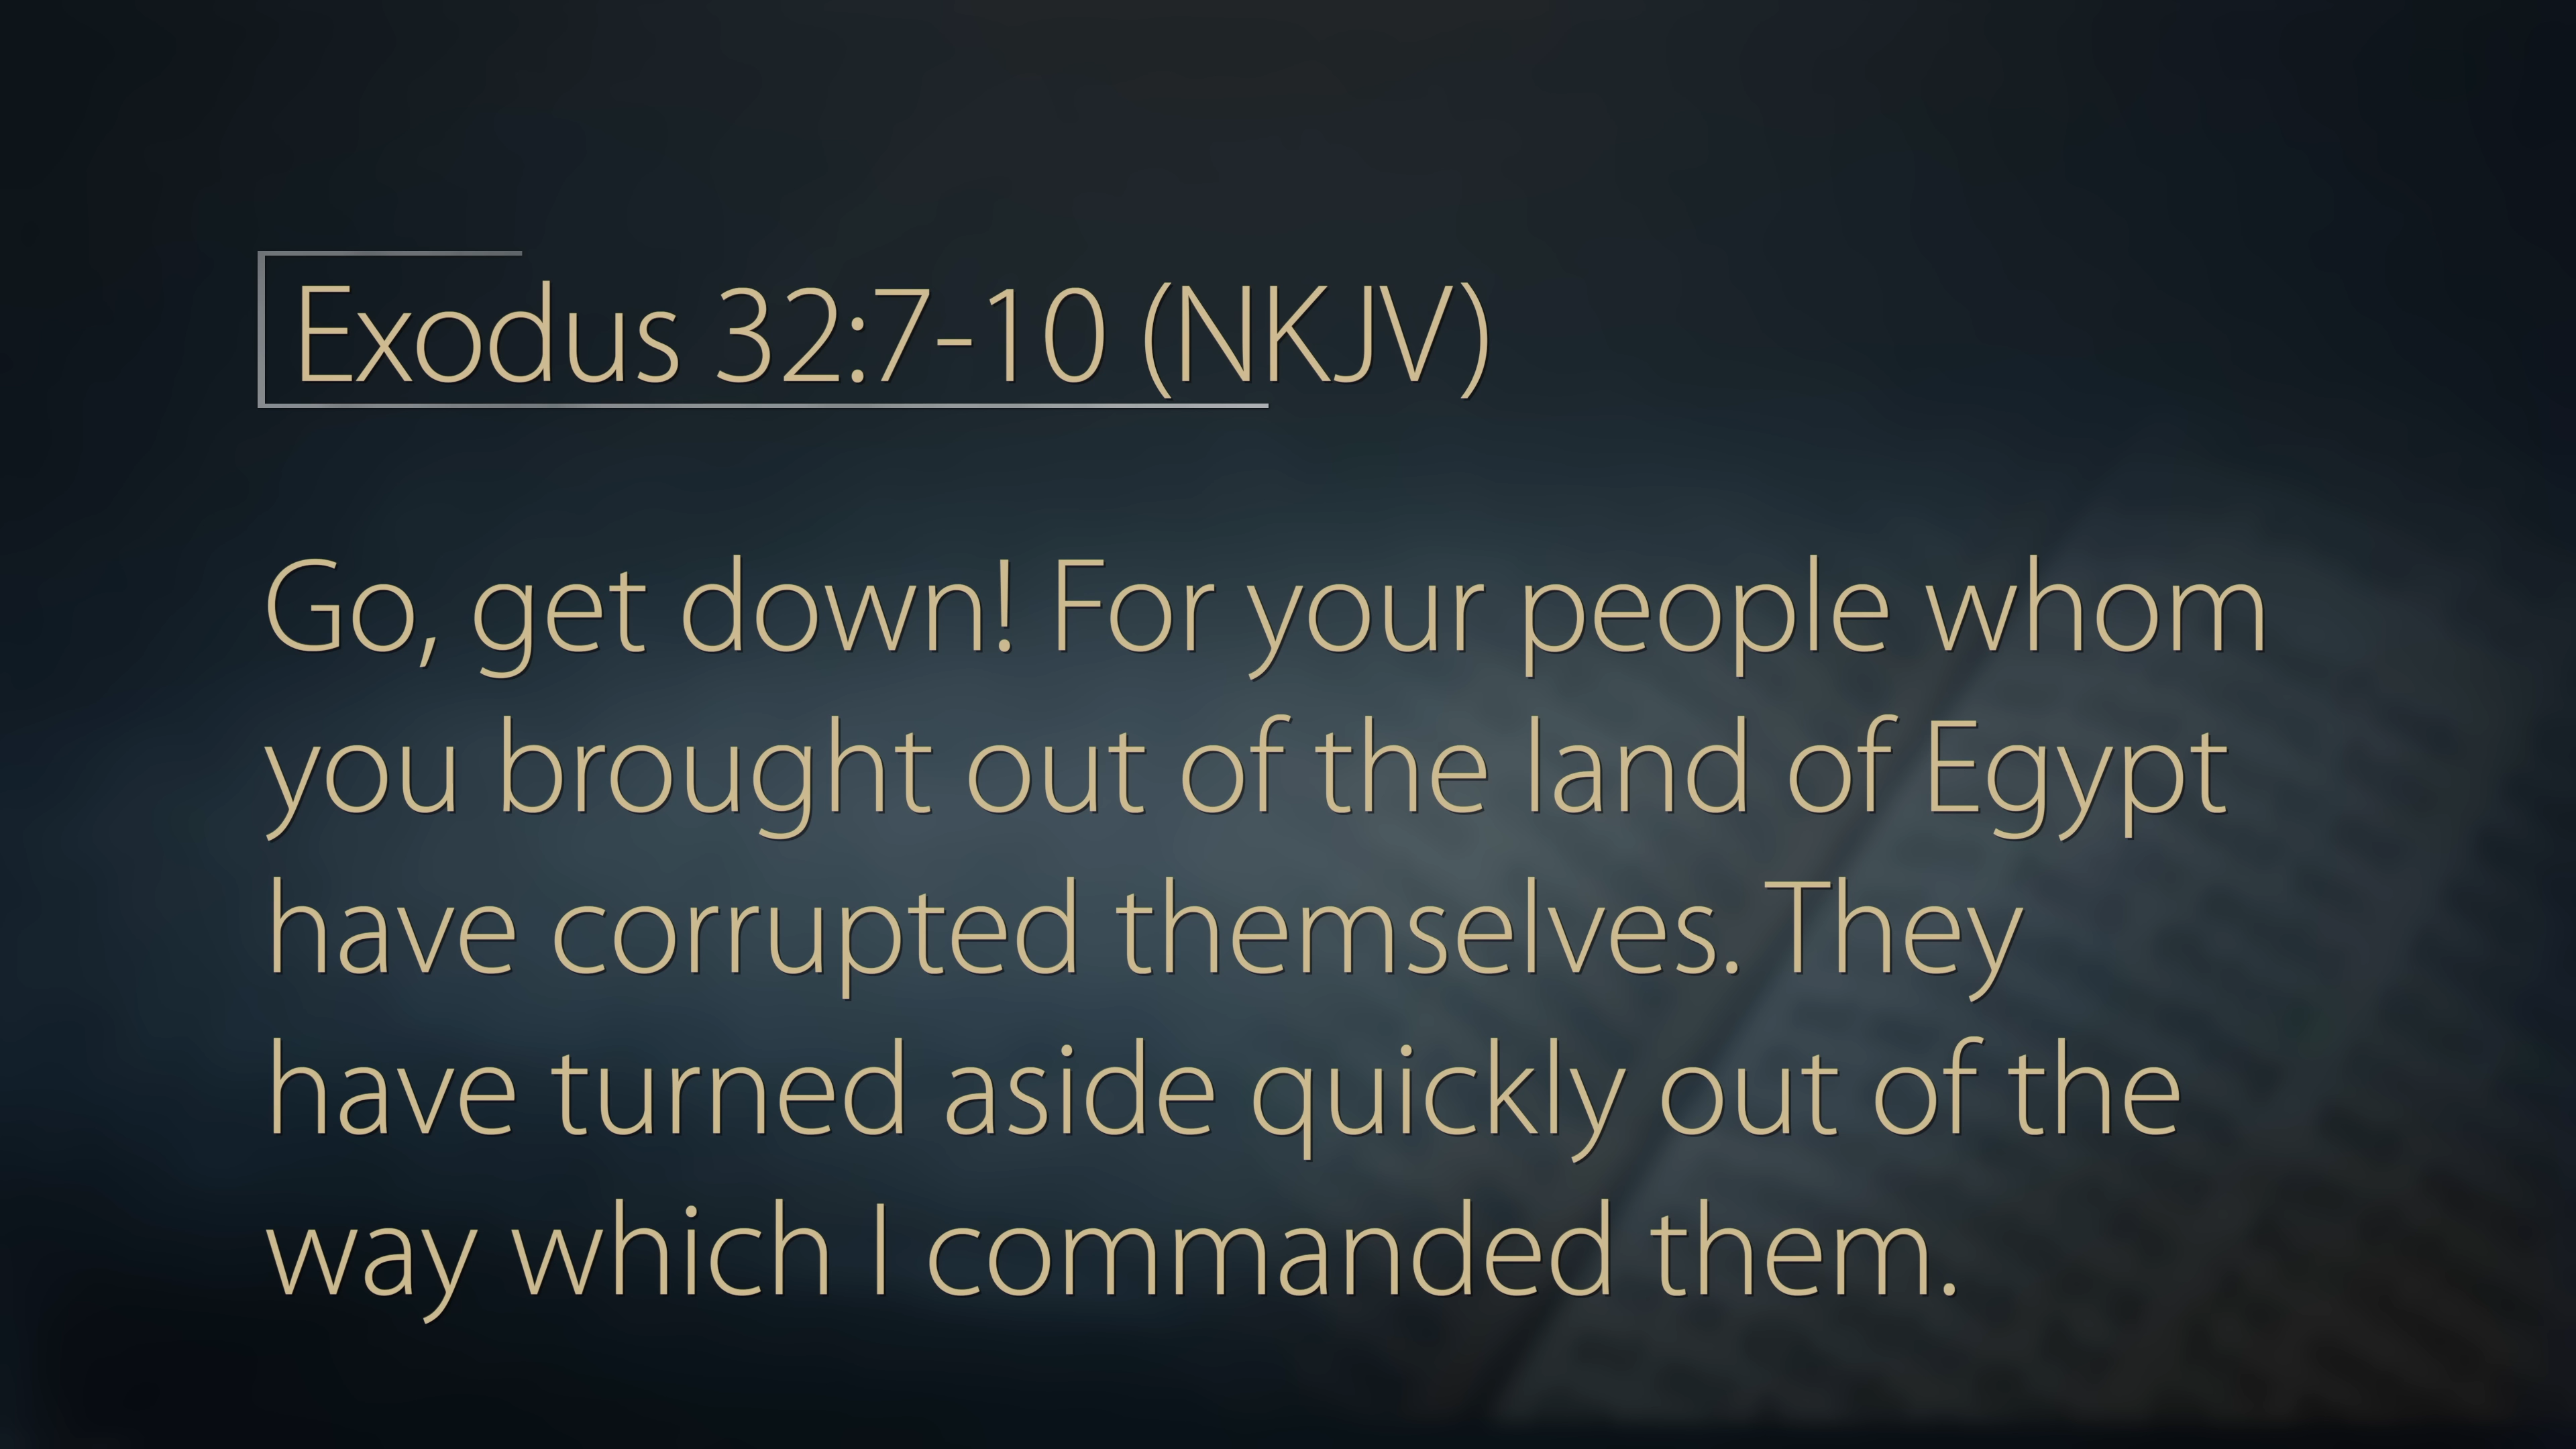 Exodus 32:7-10 (NKJV)
Go, get down! For your people whom
you brought out of the land of Egypt
have corrupted themselves. They
have turned aside quickly out of the
way which I commanded them.